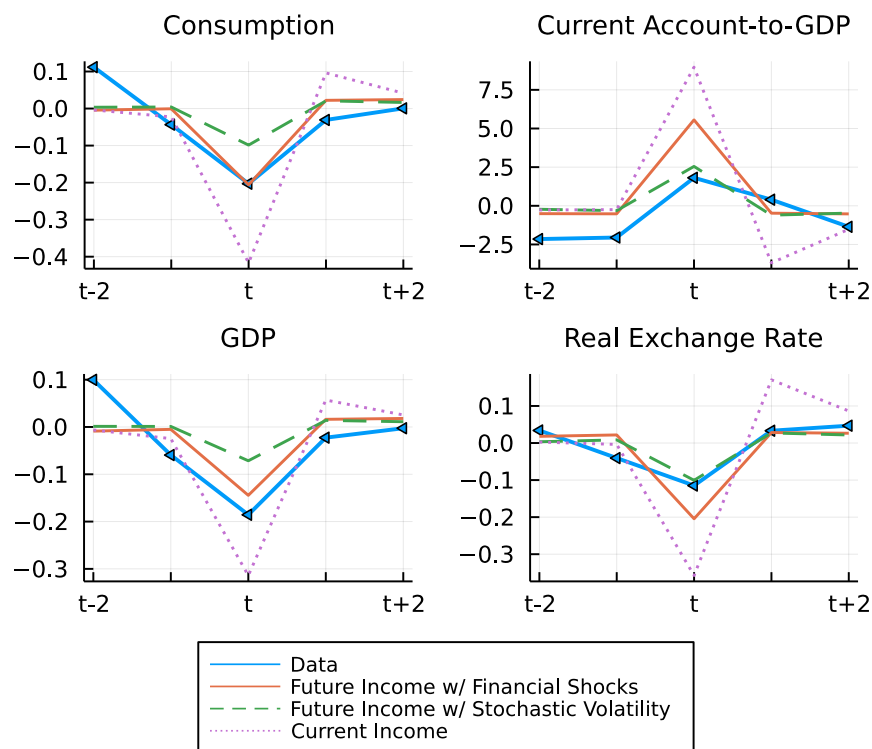 Consumption
Current Account-to-GDP
0.1
0.0
−0.1
−0.2
−0.3
−0.4
t-2
t
t+2
7.5
5.0
2.5
0.0
−2.5
t-2
t
t+2
GDP
Real Exchange Rate
0.1
0.0
−0.1
−0.2
−0.3
t-2
t
t+2
0.1
0.0
−0.1
−0.2
−0.3
t-2
t
t+2
Data
Future Income w/ Financial Shocks
Future Income w/ Stochastic Volatility
Current Income